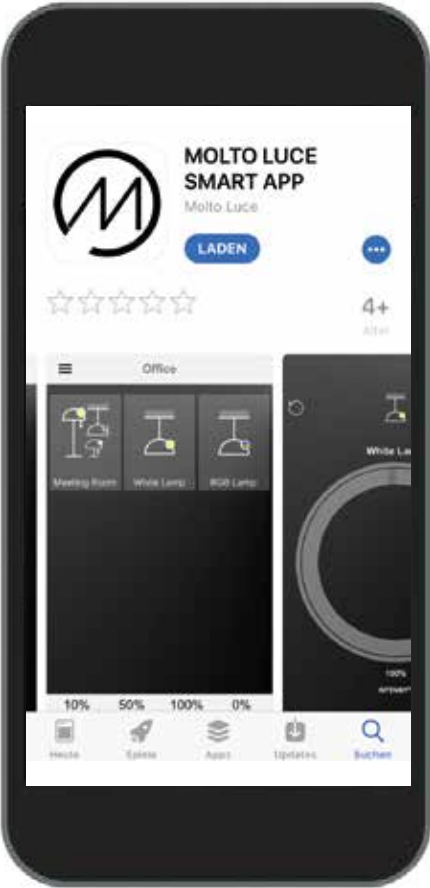 MOLTO LUCE
SMART APP
Molto Luce
LADEN
4+
Alter
Office
Meeting Room
White Lamp
RGB Lamp
White La
100%
10% 50% 100% 0%
Heute
Spiele
Apps
Updates
Suchen